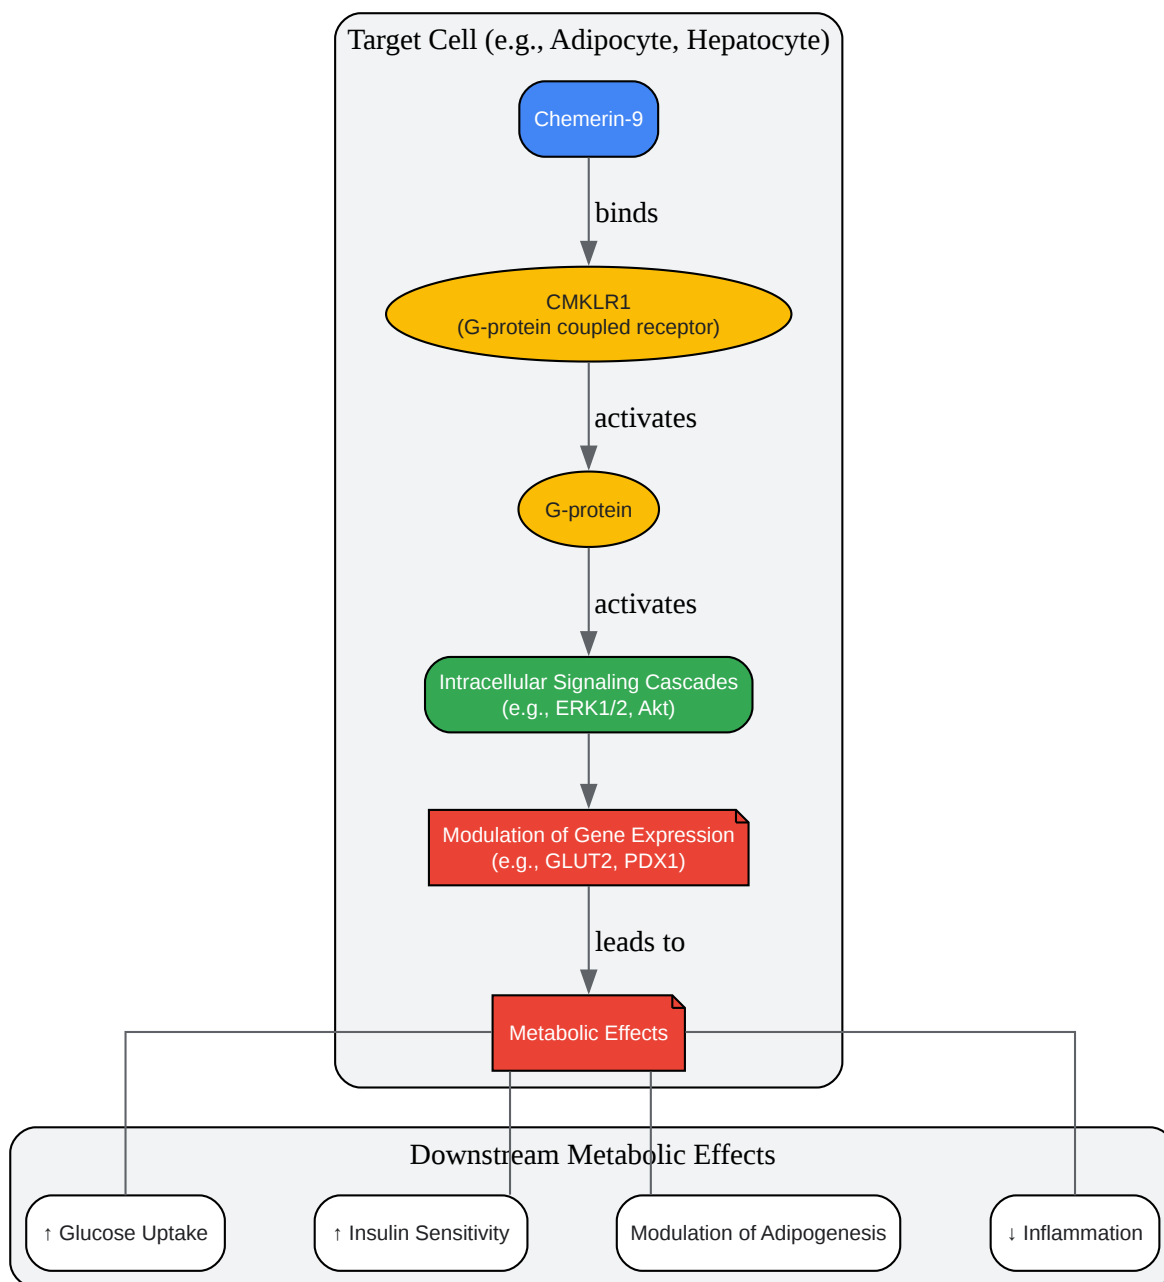 Target Cell (e.g., Adipocyte, Hepatocyte)
Chemerin-9
binds
CMKLR1
(G-protein coupled receptor)
activates
G-protein
activates
Intracellular Signaling Cascades
(e.g., ERK1/2, Akt)
Modulation of Gene Expression
(e.g., GLUT2, PDX1)
leads to
Metabolic Effects
Downstream Metabolic Effects
↑ Glucose Uptake
↑ Insulin Sensitivity
Modulation of Adipogenesis
↓ Inflammation